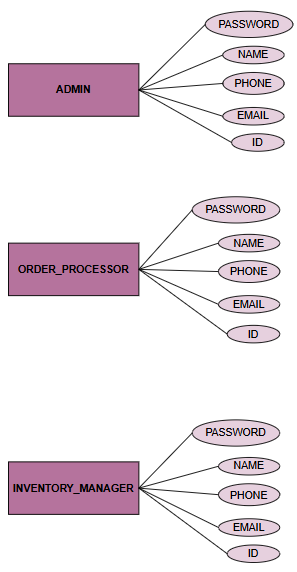 PASSWORD
NAME
ADMIN
PHONE
EMAIL
ID
PASSWORD
NAME
ORDER_PROCESSOR
PHONE
EMAIL
ID
PASSWORD
NAME
INVENTORY_MANAGER
PHONE
EMAIL
ID